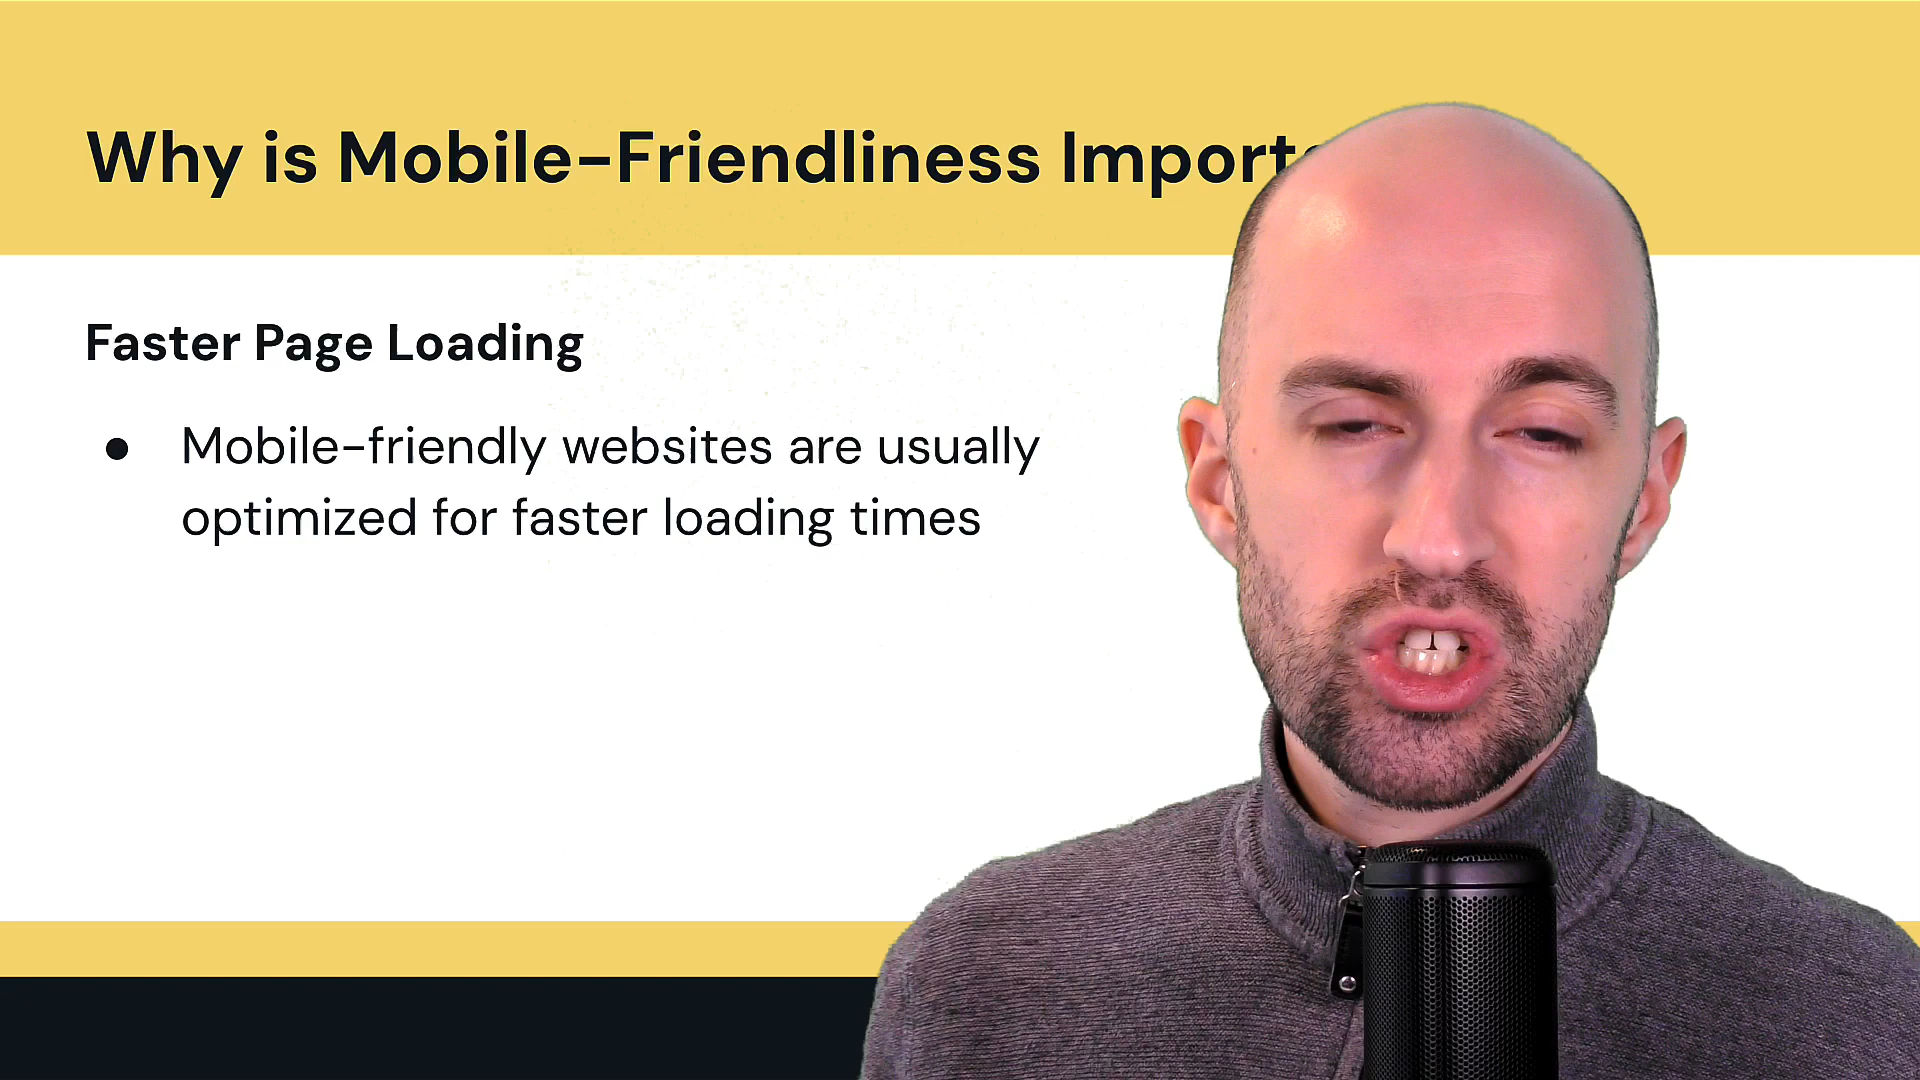 Why is Mobile-Friendliness Import
Faster Page Loading
● Mobile-friendly websites are usually
optimized for faster loading times